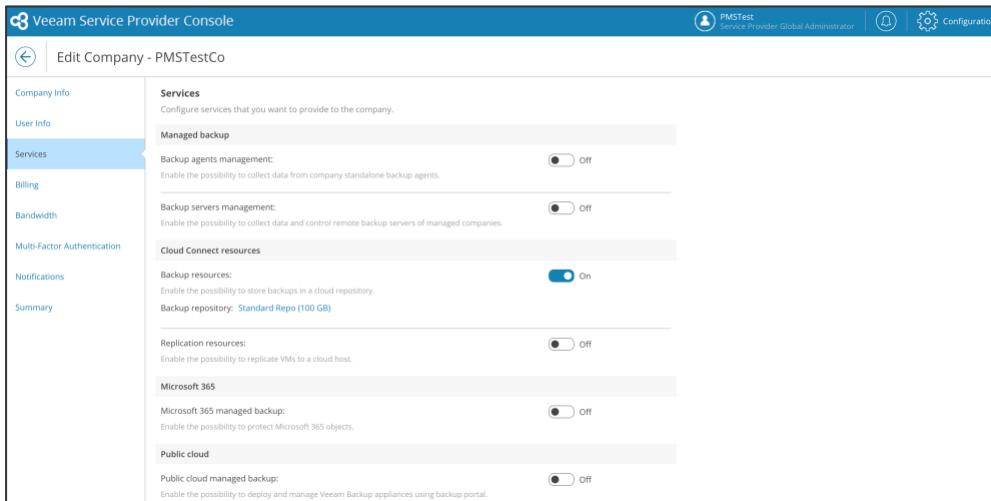 Veeam Service Provider Console
PMSTest
Service Provider Global Administrator
Configuratio
Edit Company - PMSTestCo
Company Info
User Info
Services
Billing
Bandwidth
Multi-Factor Authentication
Notifications
Summary
Services
Configure services that you want to provide to the company.
Managed backup
Backup agents management:
Off
Enable the possibility to collect data from company standalone backup agents.
Backup servers management:
Off
Enable the possibility to collect data and control remote backup servers of managed companies.
Cloud Connect resources
Backup resources:
On
Enable the possibility to store backups in a cloud repository.
Backup repository: Standard Repo (100 GB)
Replication resources:
Off
Enable the possibility to replicate VMs to a cloud host.
Microsoft 365
Microsoft 365 managed backup:
Off
Enable the possibility to protect Microsoft 365 objects.
Public cloud
Public cloud managed backup:
Off
Enable the possibility to deploy and manage Veeam Backup appliances using backup portal.